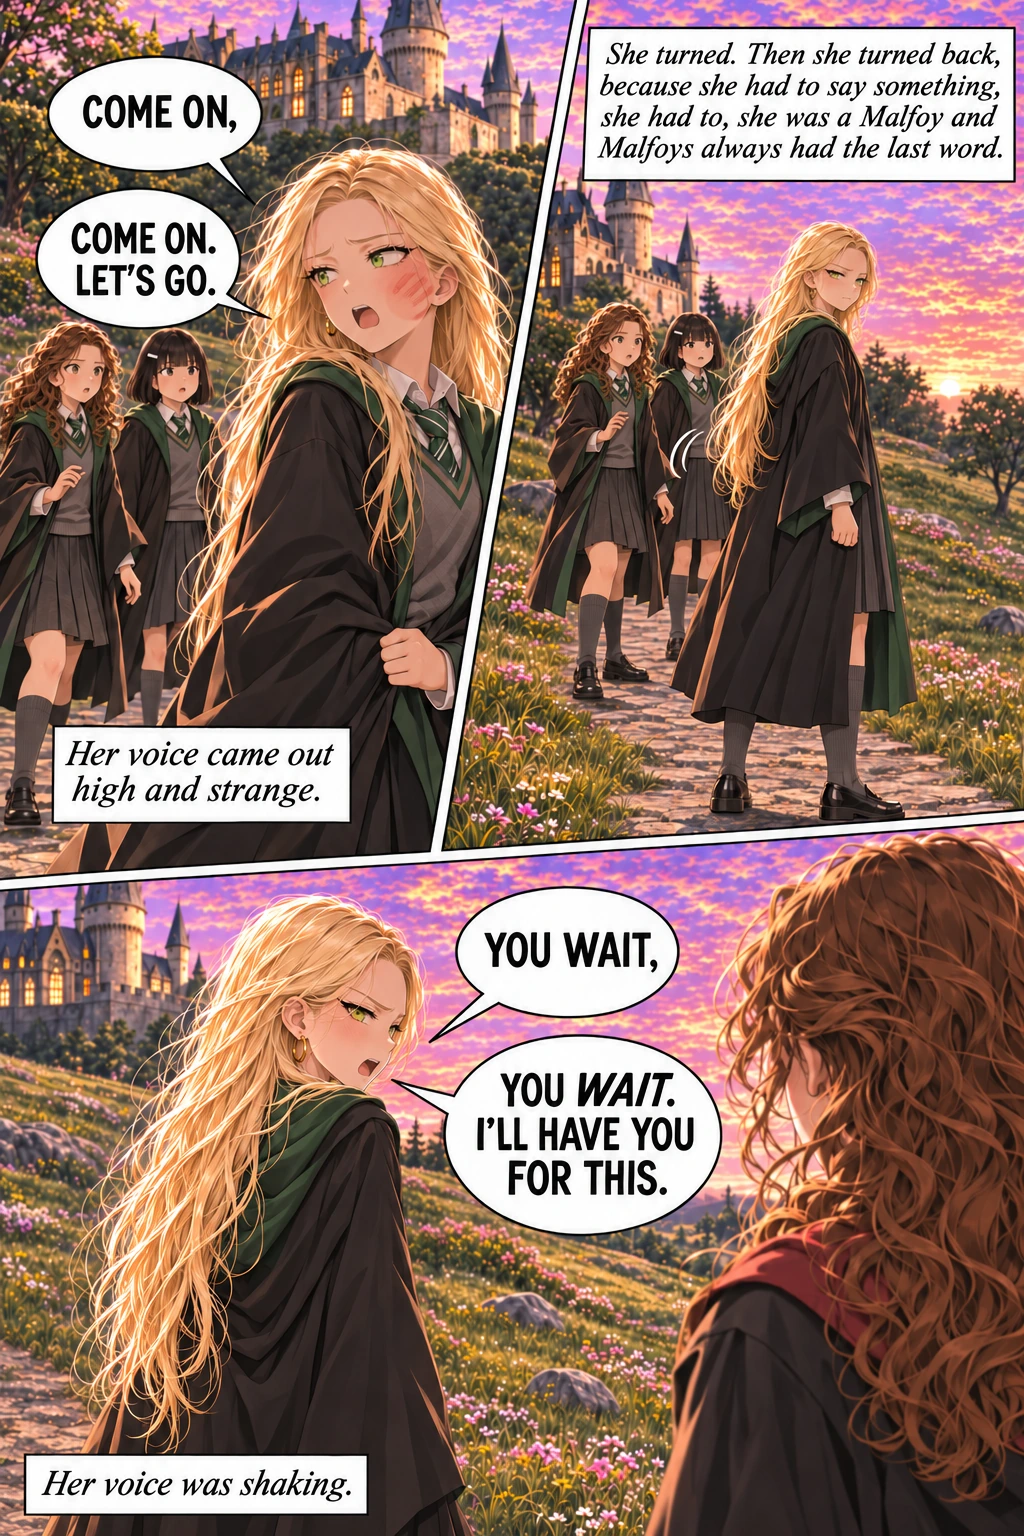 COME ON,
COME ON.
LET'S GO.
Her voice came out
high and strange.
She turned. Then she turned back,
because she had to say something,
she had to, she was a Malfoy and
Malfoys always had the last word.
YOU WAIT,
YOU WAIT.
I'LL HAVE YOU
FOR THIS.
Her voice was shaking.